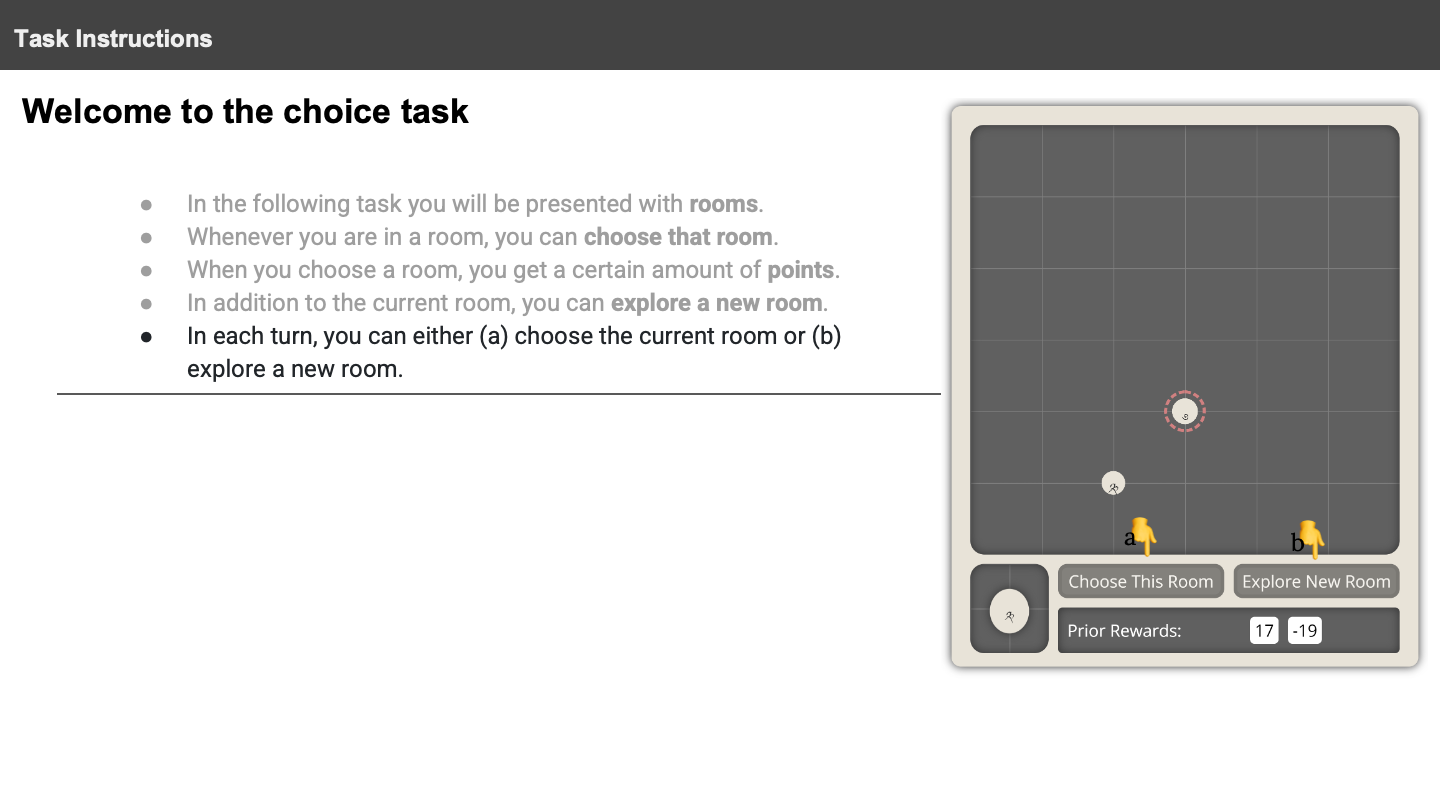 Task Instructions
Welcome to the choice task
● In the following task you will be presented with rooms.
● Whenever you are in a room, you can choose that room.
● When you choose a room, you get a certain amount of points.
● In addition to the current room, you can explore a new room.
● In each turn, you can either (a) choose the current room or (b)
explore a new room.
a b
Choose This Room Explore New Room
Prior Rewards: 17 -19